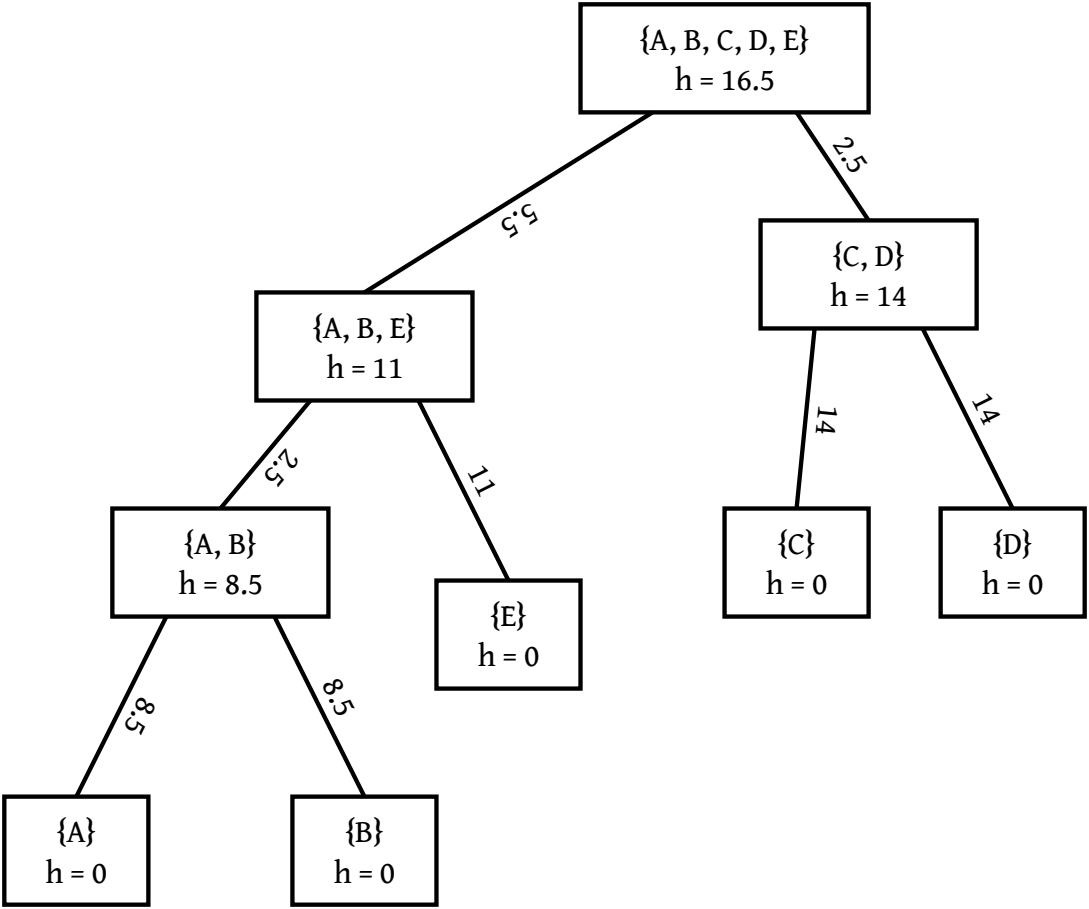 {A, B, C, D, E}
h = 16.5
5.5
2.5
{C, D}
h = 14
{A, B, E}
h = 11
14
14
2.5
11
{A, B}
h = 8.5
{C}
h = 0
{D}
h = 0
{E}
h = 0
8.5
8.5
{A}
h = 0
{B}
h = 0